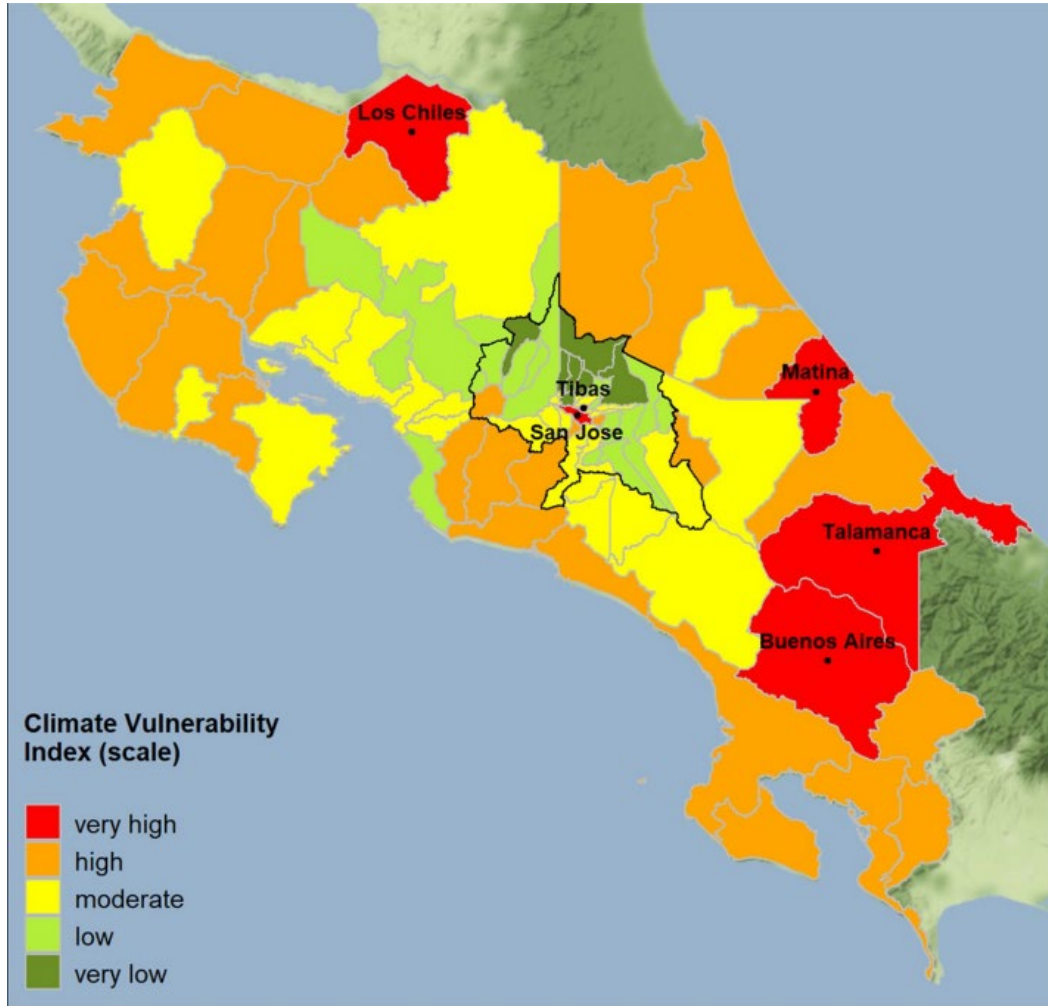 Los Chiles
Matina
Tibas
San Jose
Talamanca
Buenos Aires
Climate Vulnerability
Index (scale)
very high
high
moderate
low
very low